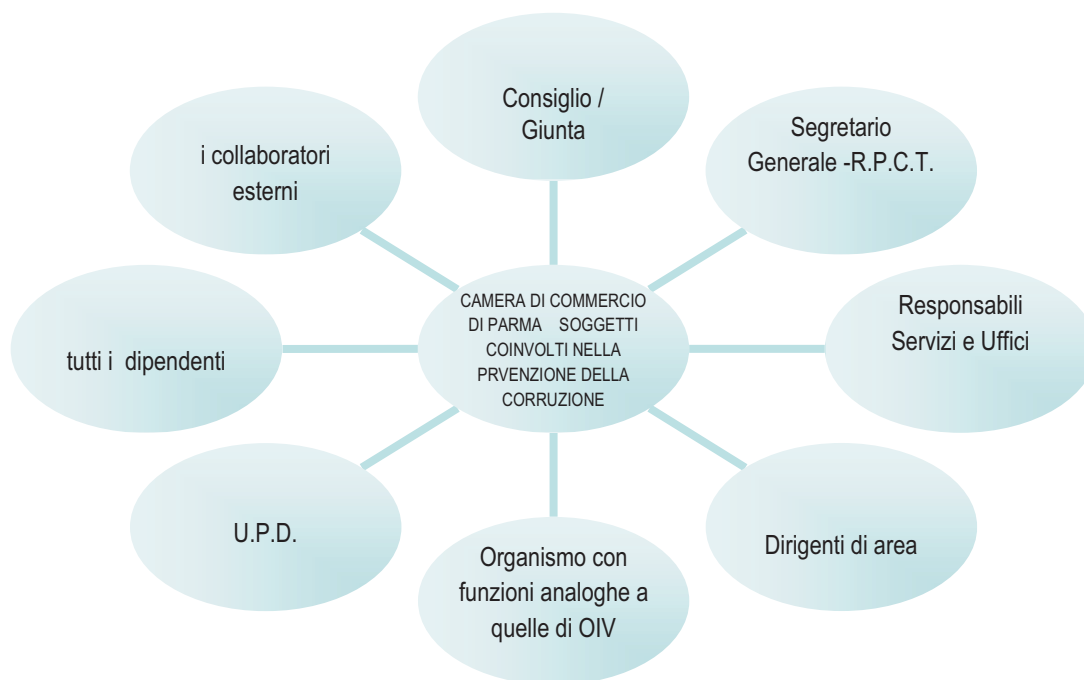 Consiglio /
Giunta
Segretario
Generale -R.P.C.T.
i collaboratori
esterni
CAMERA DI COMMERCIO
DI PARMA SOGGETTI
COINVOLTI NELLA
PRVENZIONE DELLA
CORRUZIONE
Responsabili
Servizi e Uffici
tutti i dipendenti
U.P.D.
Dirigenti di area
Organismo con
funzioni analoghe a
quelle di OIV